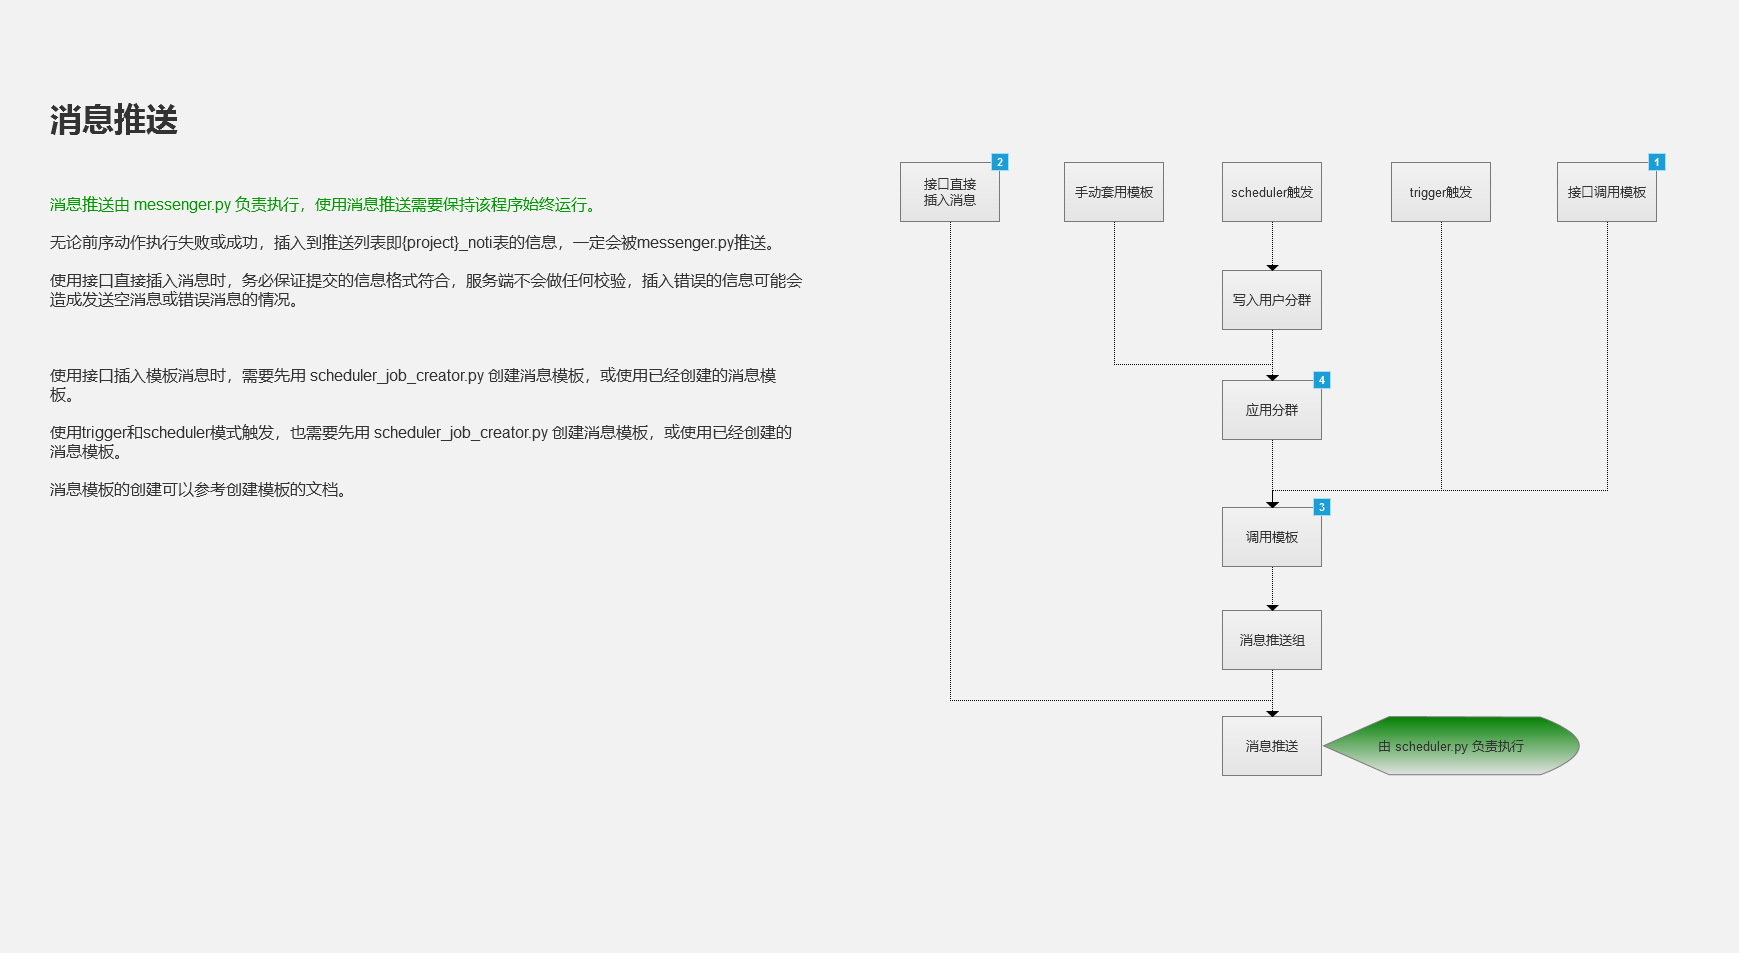 消息推送
消息推送由 messenger.py 负责执行，使用消息推送需要保持该程序始终运行。
无论前序动作执行失败或成功，插入到推送列表即{project}_noti表的信息，一定会被messenger.py推送。
使用接口直接插入消息时，务必保证提交的信息格式符合，服务端不会做任何校验，插入错误的信息可能会
造成发送空消息或错误消息的情况。
使用接口插入模板消息时，需要先用 scheduler_job_creator.py 创建消息模板，或使用已经创建的消息模
板。
使用trigger和scheduler模式触发，也需要先用 scheduler_job_creator.py 创建消息模板，或使用已经创建的
消息模板。
消息模板的创建可以参考创建模板的文档。
2
接口直接
插入消息
手动套用模板
scheduler触发
trigger触发
1
接口调用模板
写入用户分群
4
应用分群
3
调用模板
消息推送组
消息推送
由 scheduler.py 负责执行